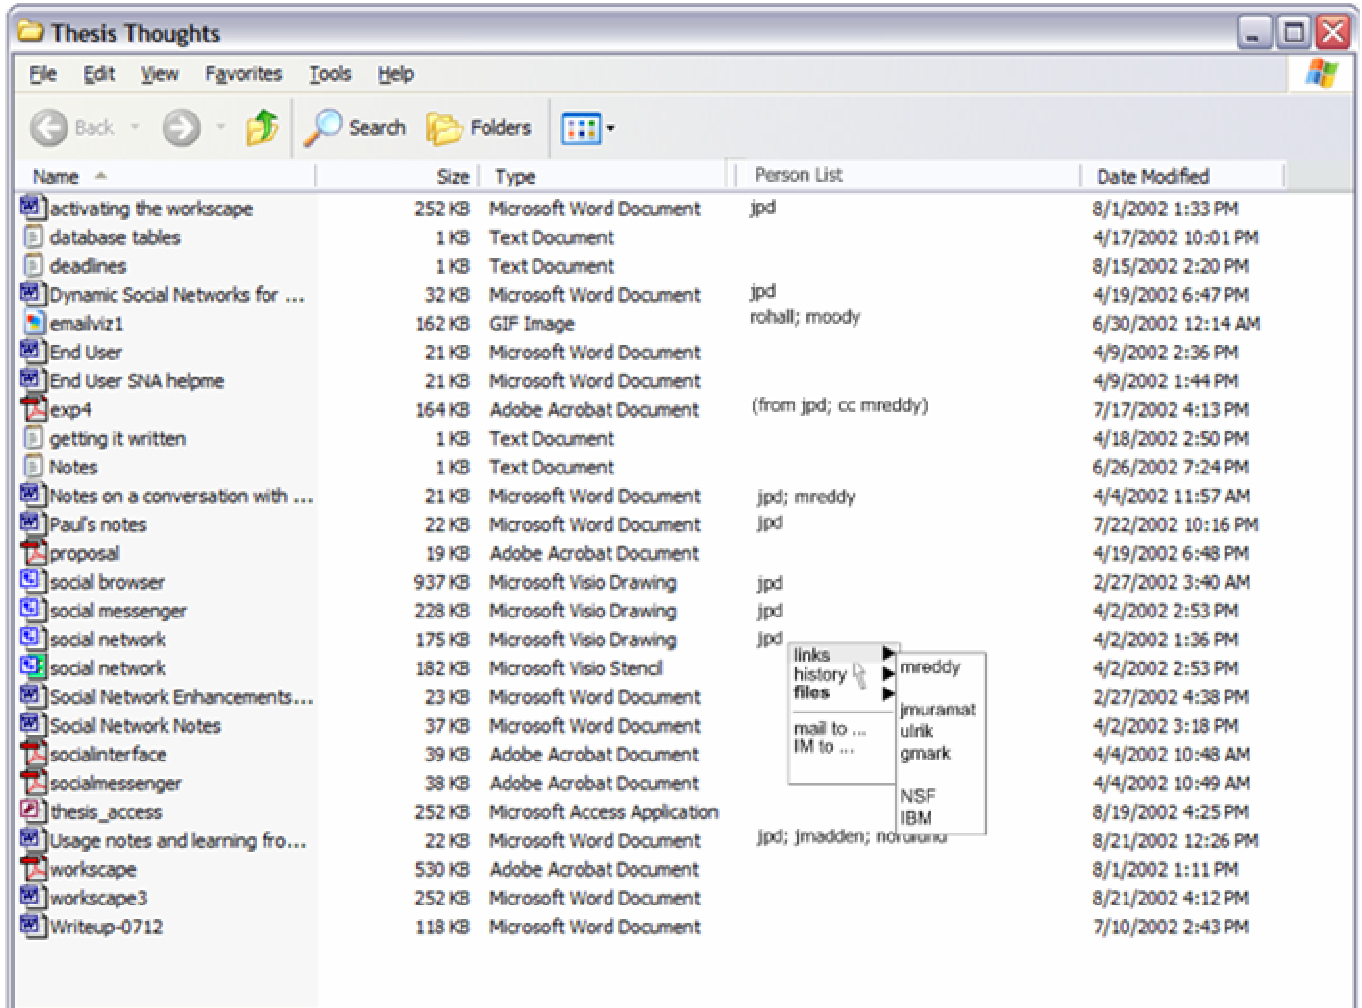 Thesis Thoughts
File Edit View Favorites Tools Help
Back Search Folders
Name Size Type Person List Date Modified
activating the workscape 252 KB Microsoft Word Document jpd 8/1/2002 1:33 PM
database tables 1 KB Text Document 4/17/2002 10:01 PM
deadlines 1 KB Text Document 8/15/2002 2:20 PM
Dynamic Social Networks for ... 32 KB Microsoft Word Document jpd 4/19/2002 6:47 PM
emailviz1 162 KB GIF Image rohall; moody 6/30/2002 12:14 AM
End User 21 KB Microsoft Word Document 4/9/2002 2:36 PM
End User SNA helpme 21 KB Microsoft Word Document 4/9/2002 1:44 PM
exp4 164 KB Adobe Acrobat Document (from jpd; cc mreddy) 7/17/2002 4:13 PM
getting it written 1 KB Text Document 4/18/2002 2:50 PM
Notes 1 KB Text Document 6/26/2002 7:24 PM
Notes on a conversation with ... 21 KB Microsoft Word Document jpd; mreddy 4/4/2002 11:57 AM
Paul's notes 22 KB Microsoft Word Document jpd 7/22/2002 10:16 PM
proposal 19 KB Adobe Acrobat Document 4/19/2002 6:48 PM
social browser 937 KB Microsoft Visio Drawing jpd 2/27/2002 3:40 AM
social messenger 228 KB Microsoft Visio Drawing jpd 4/2/2002 2:53 PM
social network 175 KB Microsoft Visio Drawing jpd 4/2/2002 1:36 PM
social network 182 KB Microsoft Visio Stencil 4/2/2002 2:53 PM
Social Network Enhancements... 23 KB Microsoft Word Document 2/27/2002 4:38 PM
Social Network Notes 37 KB Microsoft Word Document 4/2/2002 3:18 PM
socialinterface 39 KB Adobe Acrobat Document 4/4/2002 10:48 AM
socialmessenger 38 KB Adobe Acrobat Document 4/4/2002 10:49 AM
thesis_access 252 KB Microsoft Access Application 8/19/2002 4:25 PM
Usage notes and learning fro... 22 KB Microsoft Word Document jpd; jmadden; 8/21/2002 12:26 PM
workscape 530 KB Adobe Acrobat Document 8/1/2002 1:11 PM
workscape3 252 KB Microsoft Word Document 8/21/2002 4:12 PM
Writeup-0712 118 KB Microsoft Word Document 7/10/2002 2:43 PM
links
history
files
mail to ...
IM to ...
mreddy
jmuramat
ulrik
gmark
NSF
IBM